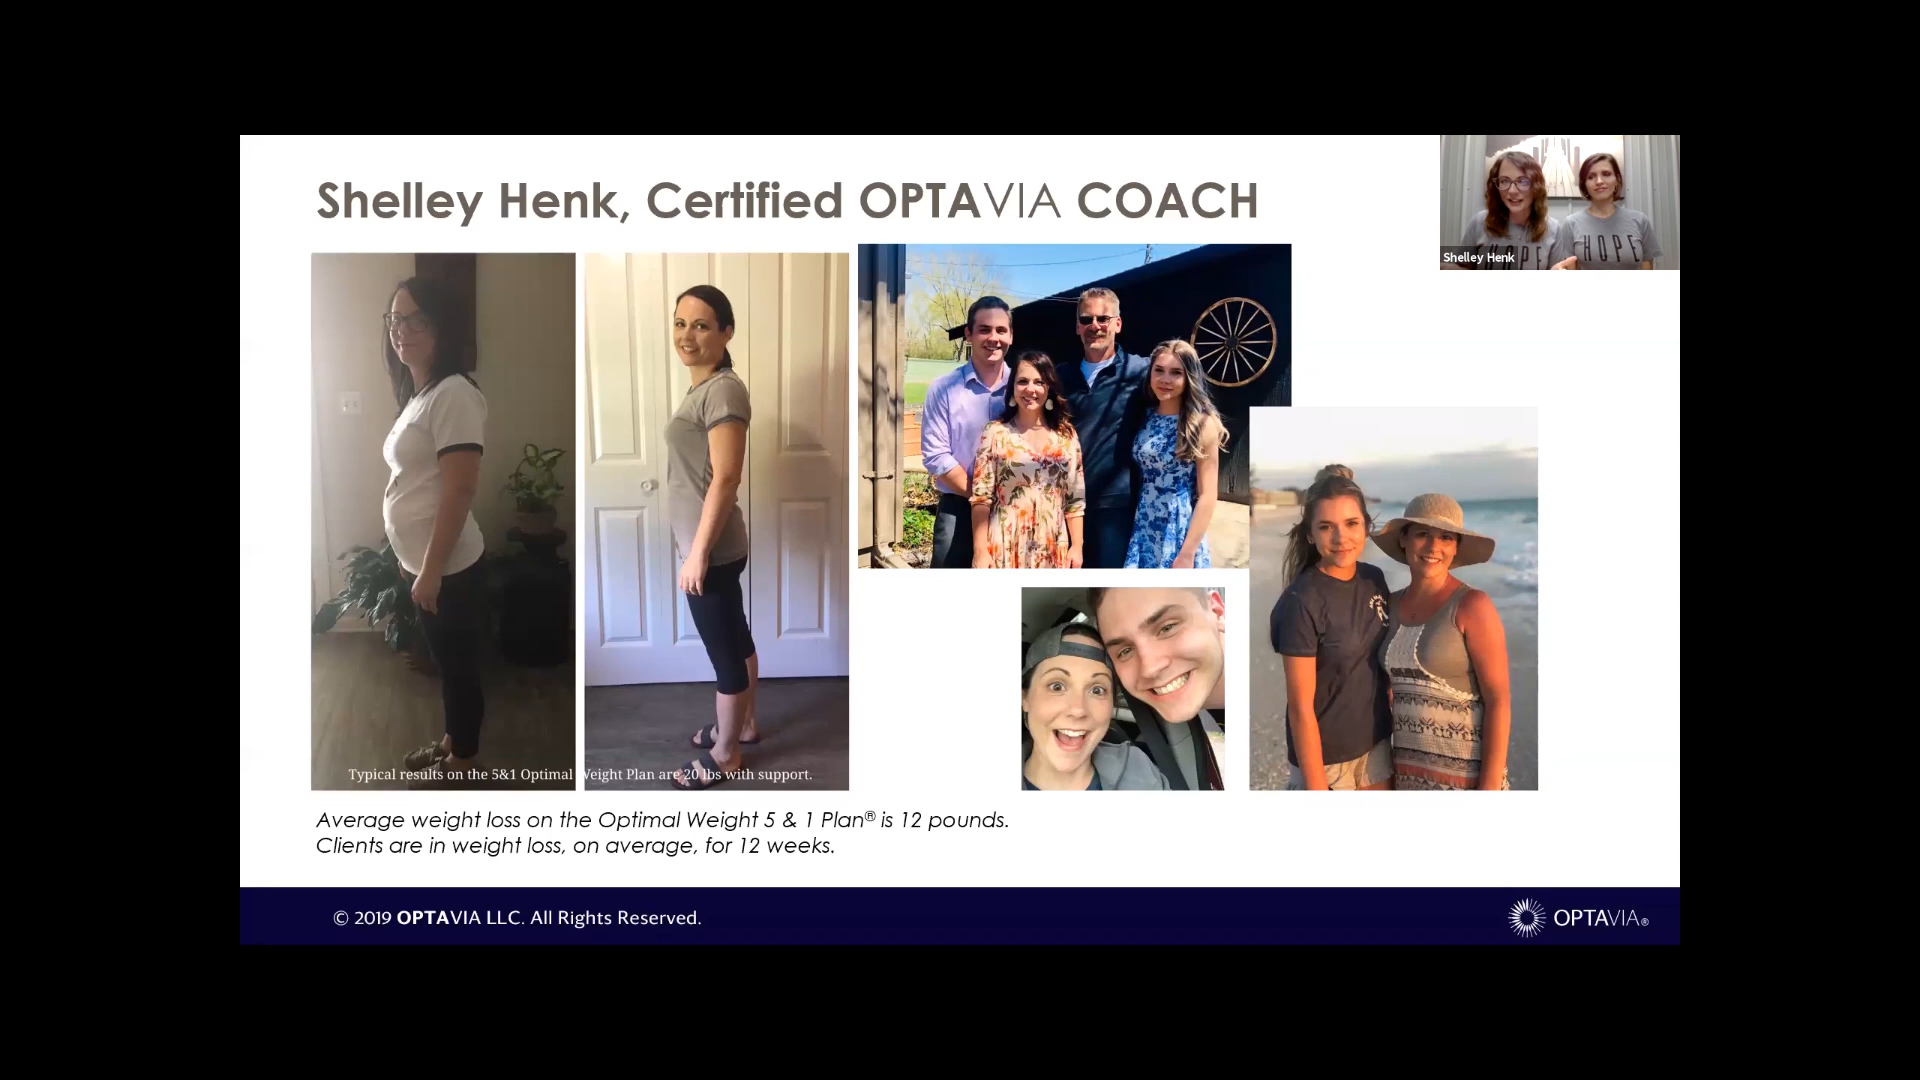 Shelley Henk, Certified OPTAVIA COACH
HOPE
HOPE
Shelley Henk
Typical results on the 5&1 Optimal Weight Plan are 20 lbs with support.
Average weight loss on the Optimal Weight 5 & 1 Plan® is 12 pounds.
Clients are in weight loss, on average, for 12 weeks.
© 2019 OPTAVIA LLC. All Rights Reserved.
OPTAVIA®